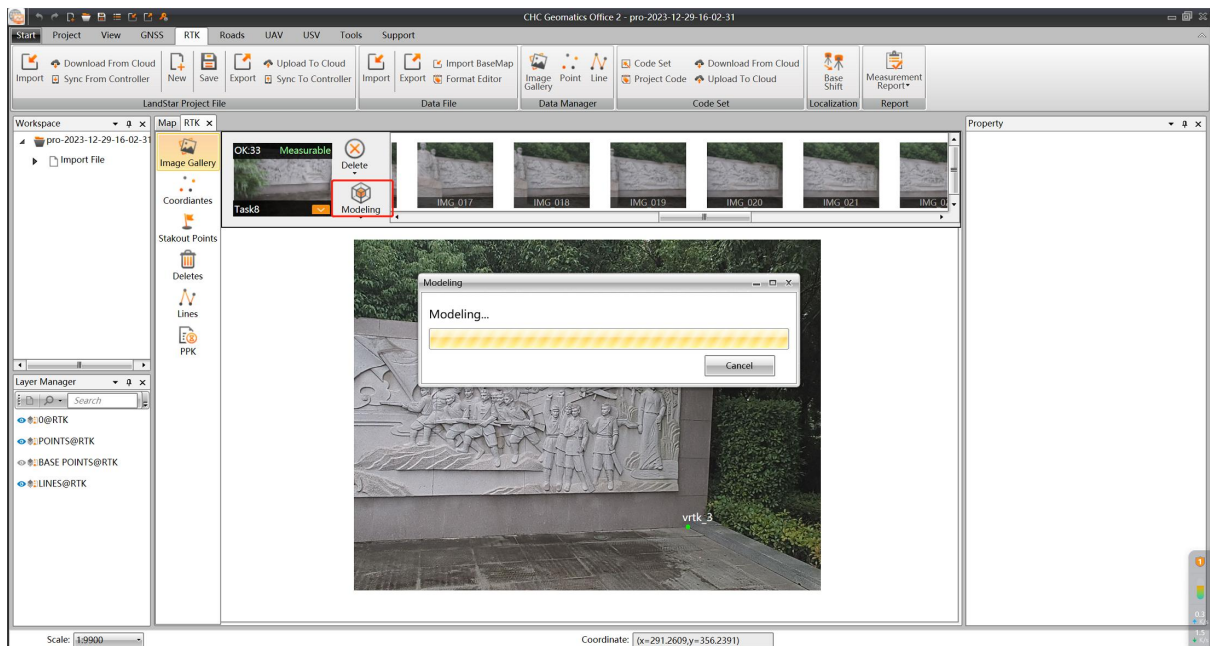 CHC Geomatics Office 2 - pro-2023-12-29-16-02-31
Start Project View GNSS RTK Roads UAV USV Tools Support
Import
Download From Cloud
Sync From Controller
New
Save
Export
Upload To Cloud
Sync To Controller
LandStar Project File
Import
Export
Import BaseMap
Format Editor
Data File
Image Gallery
Point
Line
Data Manager
Code Set
Project Code
Download From Cloud
Upload To Cloud
Code Set
Base Shift
Localization
Measurement Report
Report
Workspace
pro-2023-12-29-16-02-31
Import File
Map RTK
Image Gallery
Coordiantes
Stakout Points
Deletes
Lines
PPK
OK:33 Measurable
Task8
Delete
Modeling
IMG_017
IMG_018
IMG_019
IMG_020
IMG_021
Modeling
Modeling...
Cancel
vrtk_3
Property
Layer Manager
Search
0@RTK
POINTS@RTK
BASE POINTS@RTK
LINES@RTK
Scale: 1:9900
Coordinate: (x=291.2609,y=356.2391)